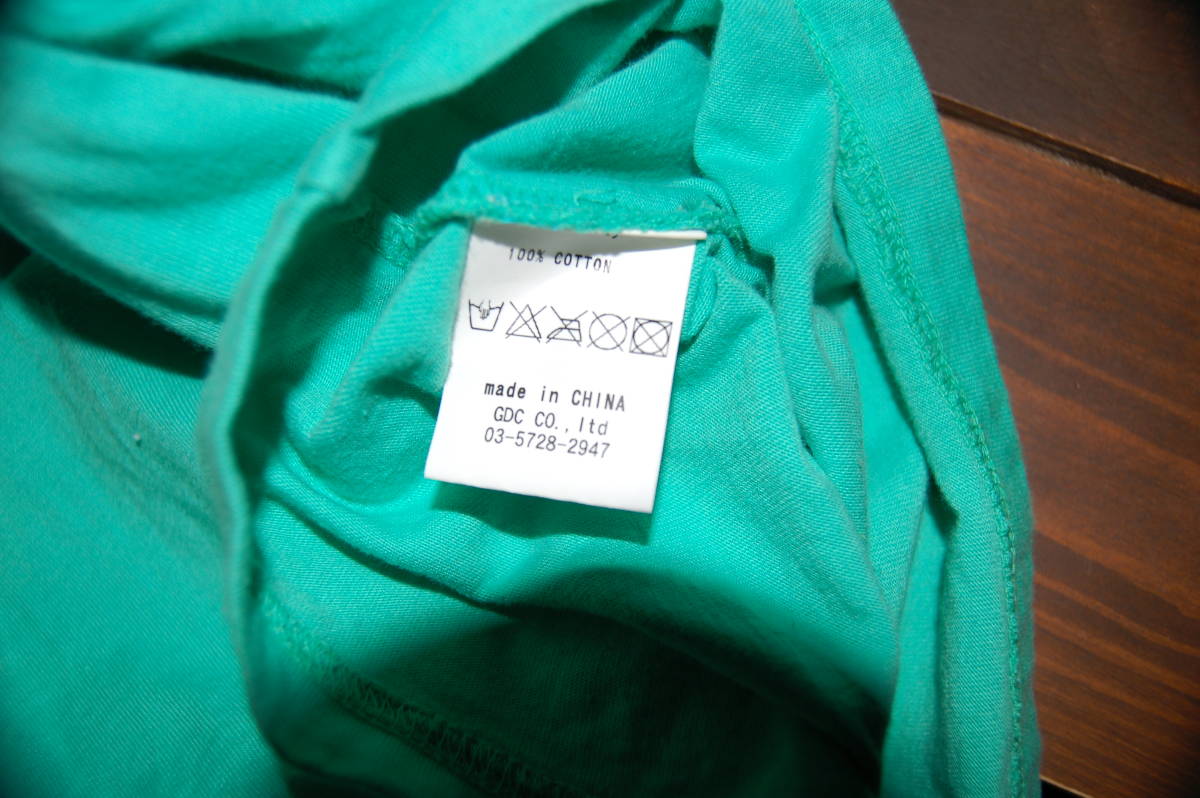 100% COTTON
made in CHINA
GDC CO.,ltd
03-5728-2947